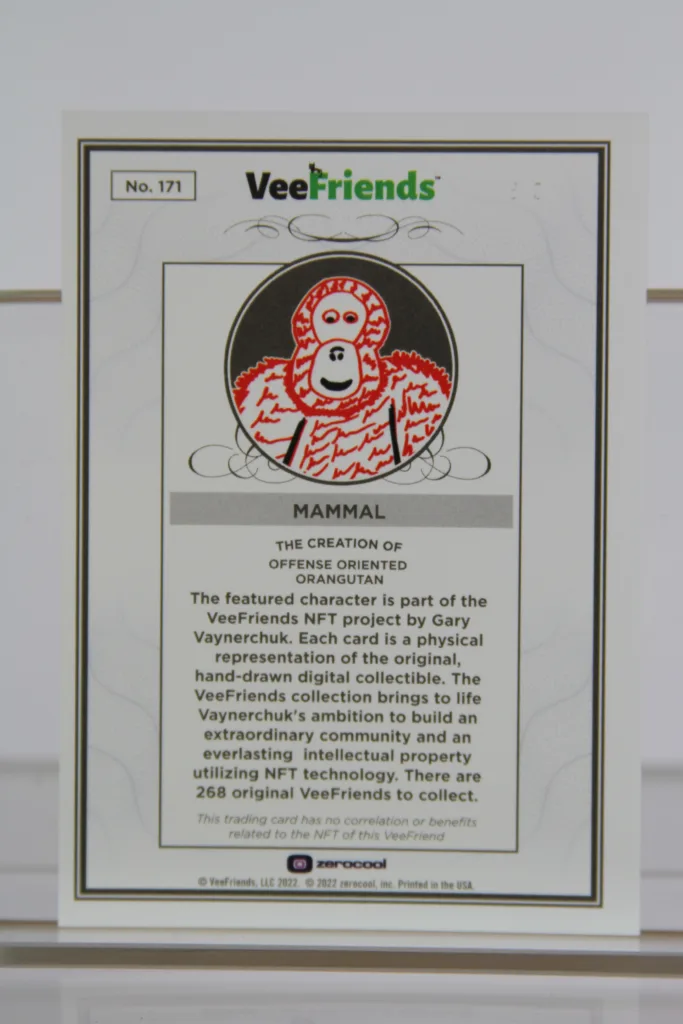 No. 171
VeeFriends™
MAMMAL
THE CREATION OF
OFFENSE ORIENTED
ORANGUTAN
The featured character is part of the
VeeFriends NFT project by Gary
Vaynerchuk. Each card is a physical
representation of the original,
hand-drawn digital collectible. The
VeeFriends collection brings to life
Vaynerchuk's ambition to build an
extraordinary community and an
everlasting intellectual property
utilizing NFT technology. There are
268 original VeeFriends to collect.
This trading card has no correlation or benefits
related to the NFT of this VeeFriend
zerocool
© VeeFriends, LLC 2022. © 2022 zerocool, inc. Printed in the USA.